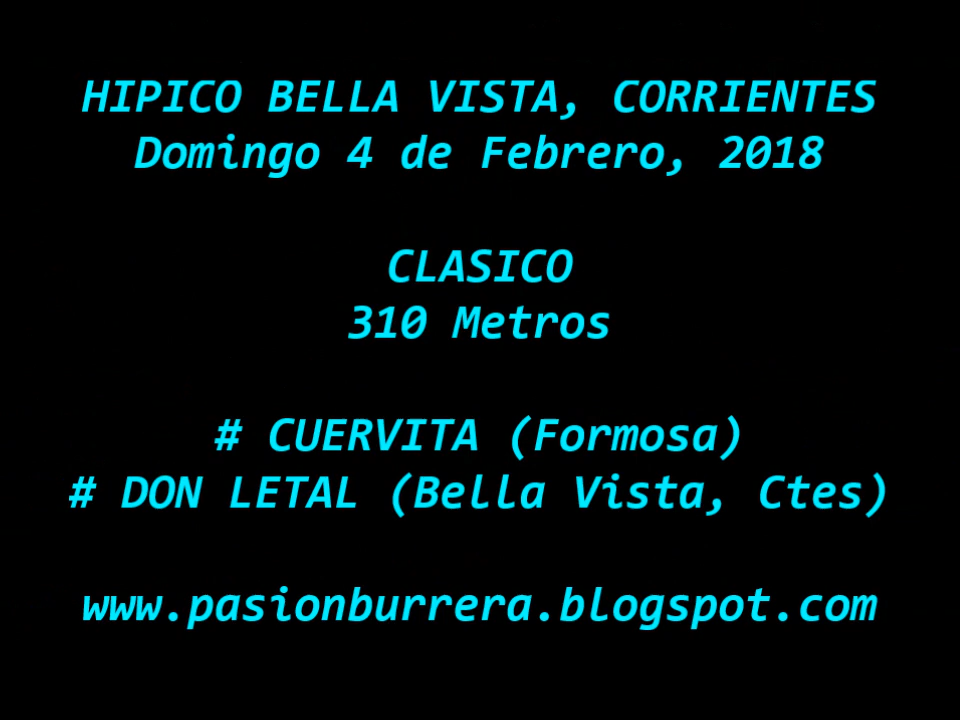 HIPICO BELLA VISTA, CORRIENTES
Domingo 4 de Febrero, 2018
CLASICO
310 Metros
# CUERVITA (Formosa)
# DON LETAL (Bella Vista, Ctes)
www.pasionburrera.blogspot.com